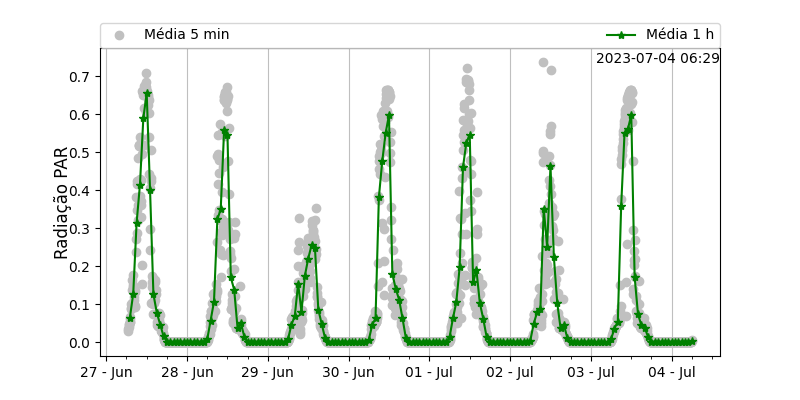 Média 5 min
Média 1 h
2023-07-04 06:29
Radiação PAR
0.7
0.6
0.5
0.4
0.3
0.2
0.1
0.0
27 - Jun
28 - Jun
29 - Jun
30 - Jun
01 - Jul
02 - Jul
03 - Jul
04 - Jul